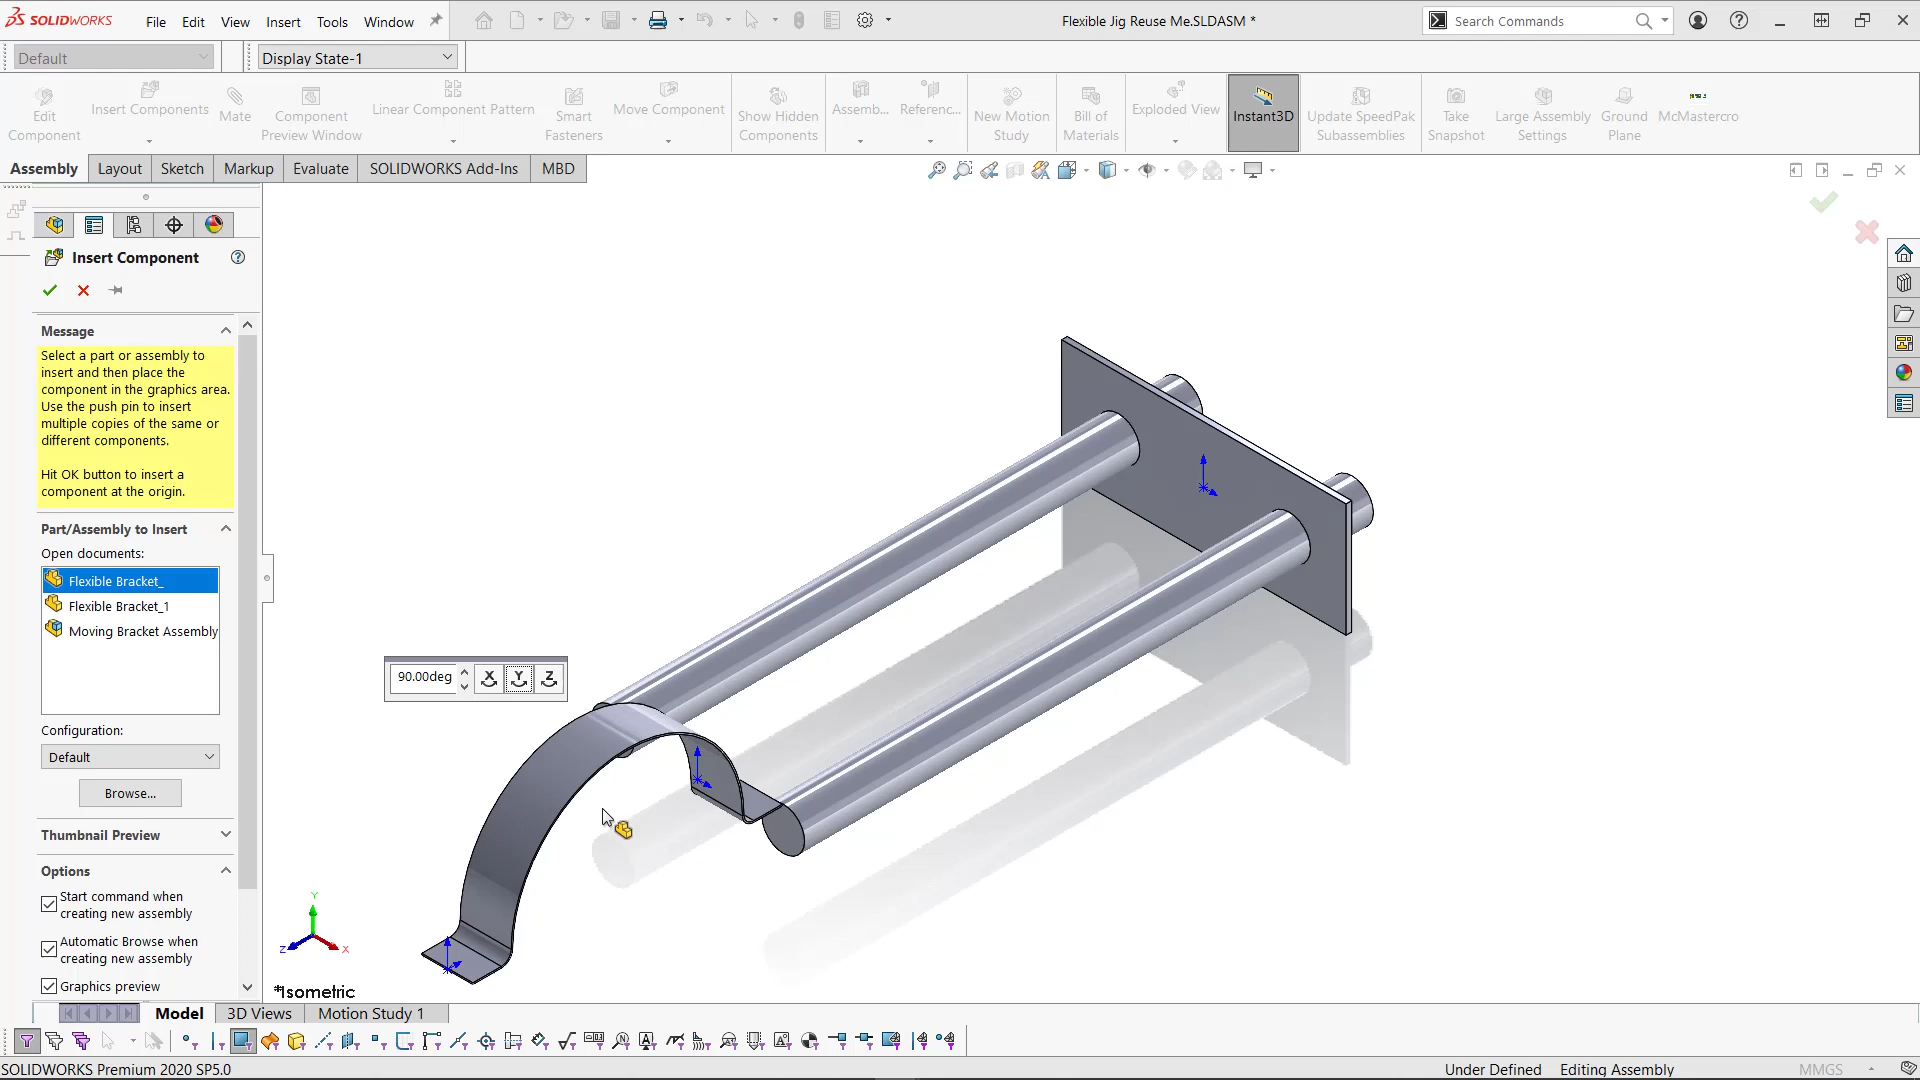 SOLIDWORKS File Edit View Insert Tools Window Flexible Jig Reuse Me.SLDASM * Search Commands
Default Display State-1
Edit Component
Insert Components
Mate
Component Preview Window
Linear Component Pattern
Smart Fasteners
Move Component
Show Hidden Components
Assemb...
Referenc...
New Motion Study
Bill of Materials
Exploded View
Instant3D
Update SpeedPak Subassemblies
Take Snapshot
Large Assembly Settings
Ground Plane
McMastercro
Assembly Layout Sketch Markup Evaluate SOLIDWORKS Add-Ins MBD
Insert Component
Message
Select a part or assembly to
insert and then place the
component in the graphics area.
Use the push pin to insert
multiple copies of the same or
different components.
Hit OK button to insert a
component at the origin.
Part/Assembly to Insert
Open documents:
Flexible Bracket_
Flexible Bracket_1
Moving Bracket Assembly
Configuration:
Default
Browse...
Thumbnail Preview
Options
Start command when
creating new assembly
Automatic Browse when
creating new assembly
Graphics preview
90.00deg X Y Z
Y
Z X
*Isometric
Model 3D Views Motion Study 1
SOLIDWORKS Premium 2020 SP5.0 Under Defined Editing Assembly MMGS